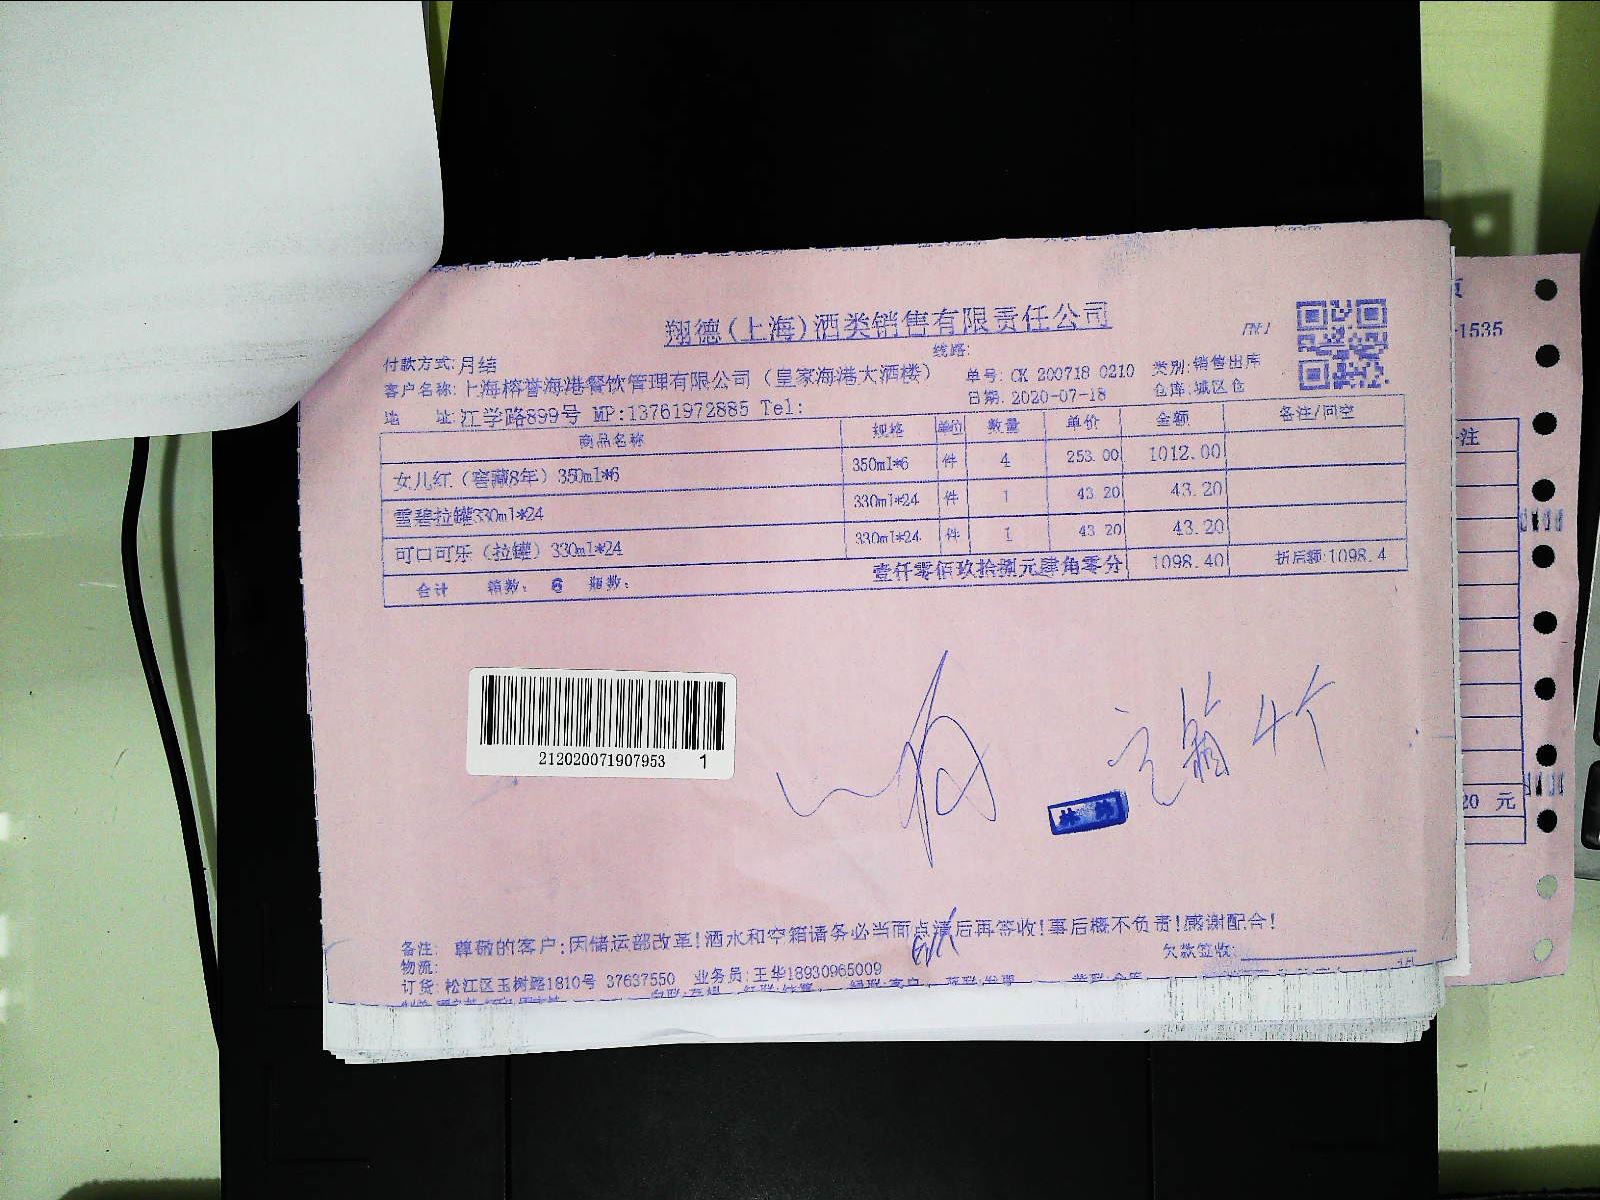 翔德(上海)酒类销售有限责任公司
付款方式:月结 线路:
客户名称:上海榕誉海港餐饮管理有限公司（皇家海港大酒楼） 单号:CK 200718 0210 类别:销售出库
地 址:江学路899号 MP:13761972885 Tel: 日期:2020-07-18 仓库:城区仓
商品名称 规格 单位 数量 单价 金额 备注/回空
女儿红（窖藏8年）350ml*6 350ml*6 件 4 253.00 1012.00
雪碧拉罐330ml*24 330ml*24 件 1 43.20 43.20
可口可乐（拉罐）330ml*24 330ml*24 件 1 43.20 43.20
合计 箱数: 6 瓶数: 壹仟零佰玖拾捌元肆角零分 1098.40 折后额:1098.4
212020071907953 1
备注: 尊敬的客户:因储运部改革!酒水和空箱请务必当面点清后再签收!事后概不负责!感谢配合!
物流: 欠款签收:
订货:松江区玉树路1810号 37637550 业务员:王华18930965009
1535
注
20 元